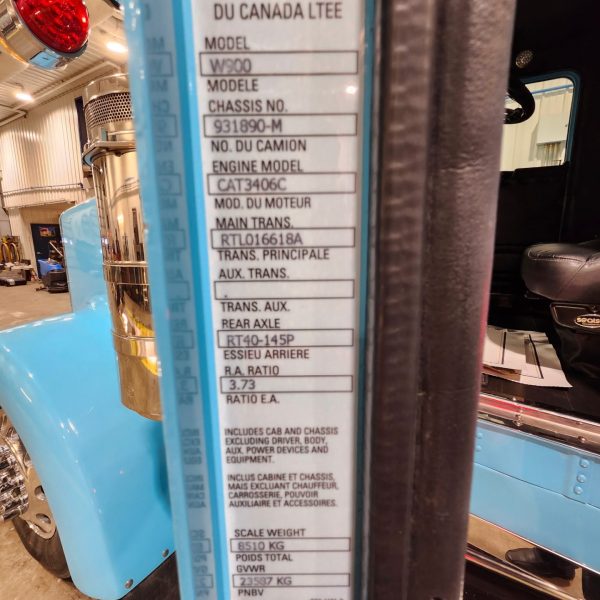 DU CANADA LTEE
MODEL
W900
MODELE
CHASSIS NO.
931890-M
NO. DU CAMION
ENGINE MODEL
CAT3406C
MOD. DU MOTEUR
MAIN TRANS.
RTLO16618A
TRANS. PRINCIPALE
AUX. TRANS.
.
TRANS. AUX.
REAR AXLE
RT40-145P
ESSIEU ARRIERE
R.A. RATIO
3.73
RATIO E.A.
INCLUDES CAB AND CHASSIS
EXCLUDING DRIVER, BODY,
AUX, POWER DEVICES AND
EQUIPMENT.
INCLUS CABINE ET CHASSIS,
MAIS EXCLUANT CHAUFFEUR,
CARROSSERIE, POUVOIR
AUXILIAIRE ET ACCESSOIRES.
SCALE WEIGHT
8510 KG
POIDS TOTAL
GVWR
23587 KG
PNBV